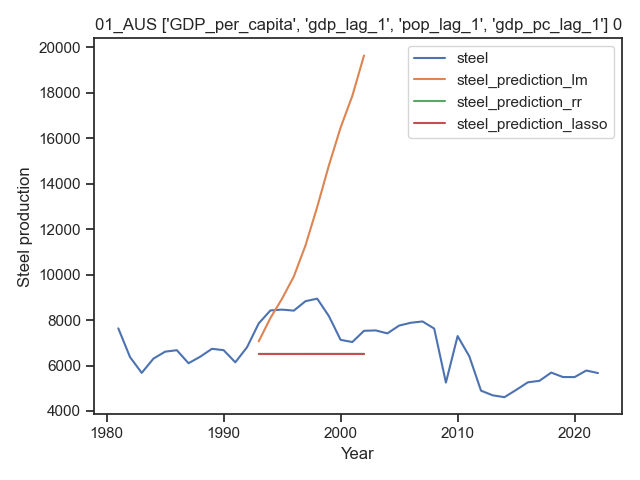 01_AUS ['GDP_per_capita', 'gdp_lag_1', 'pop_lag_1', 'gdp_pc_lag_1'] 0
steel
steel_prediction_lm
steel_prediction_rr
steel_prediction_lasso
20000
18000
16000
14000
12000
10000
8000
6000
4000
Steel production
1980
1990
2000
2010
2020
Year